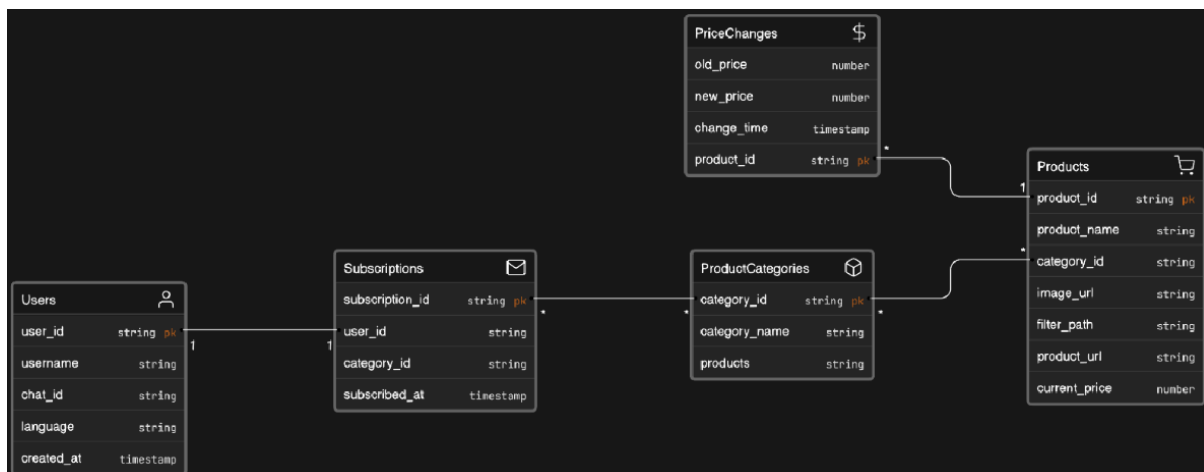 PriceChanges
old_price number
new_price number
change_time timestamp
product_id string pk
*
1
Products
product_id string pk
product_name string
*
category_id string
image_url string
filter_path string
product_url string
current_price number
Subscriptions
subscription_id string pk
*
user_id string
category_id string
subscribed_at timestamp
ProductCategories
*
category_id string pk
*
category_name string
products string
Users
user_id string pk
1
1
username string
chat_id string
language string
created_at timestamp